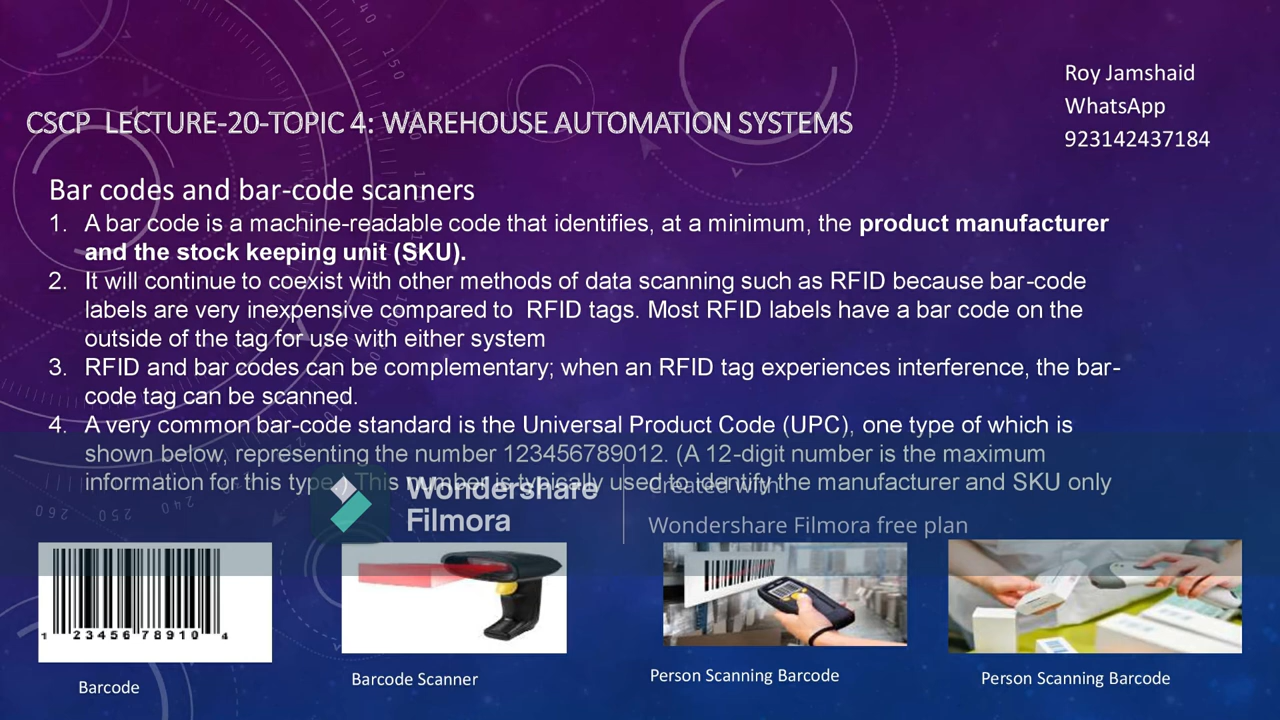 Roy Jamshaid
WhatsApp
923142437184
CSCP LECTURE-20-TOPIC 4: WAREHOUSE AUTOMATION SYSTEMS
Bar codes and bar-code scanners
1. A bar code is a machine-readable code that identifies, at a minimum, the product manufacturer
and the stock keeping unit (SKU).
2. It will continue to coexist with other methods of data scanning such as RFID because bar-code
labels are very inexpensive compared to RFID tags. Most RFID labels have a bar code on the
outside of the tag for use with either system
3. RFID and bar codes can be complementary; when an RFID tag experiences interference, the bar-
code tag can be scanned.
4. A very common bar-code standard is the Universal Product Code (UPC), one type of which is
shown below, representing the number 123456789012. (A 12-digit number is the maximum
information for this type.) This number is typically used to identify the manufacturer and SKU only
Wondershare
Filmora
Created with
Wondershare Filmora free plan
150
240
250
260
1 23456 78910 4
Barcode
Barcode Scanner
Person Scanning Barcode
Person Scanning Barcode